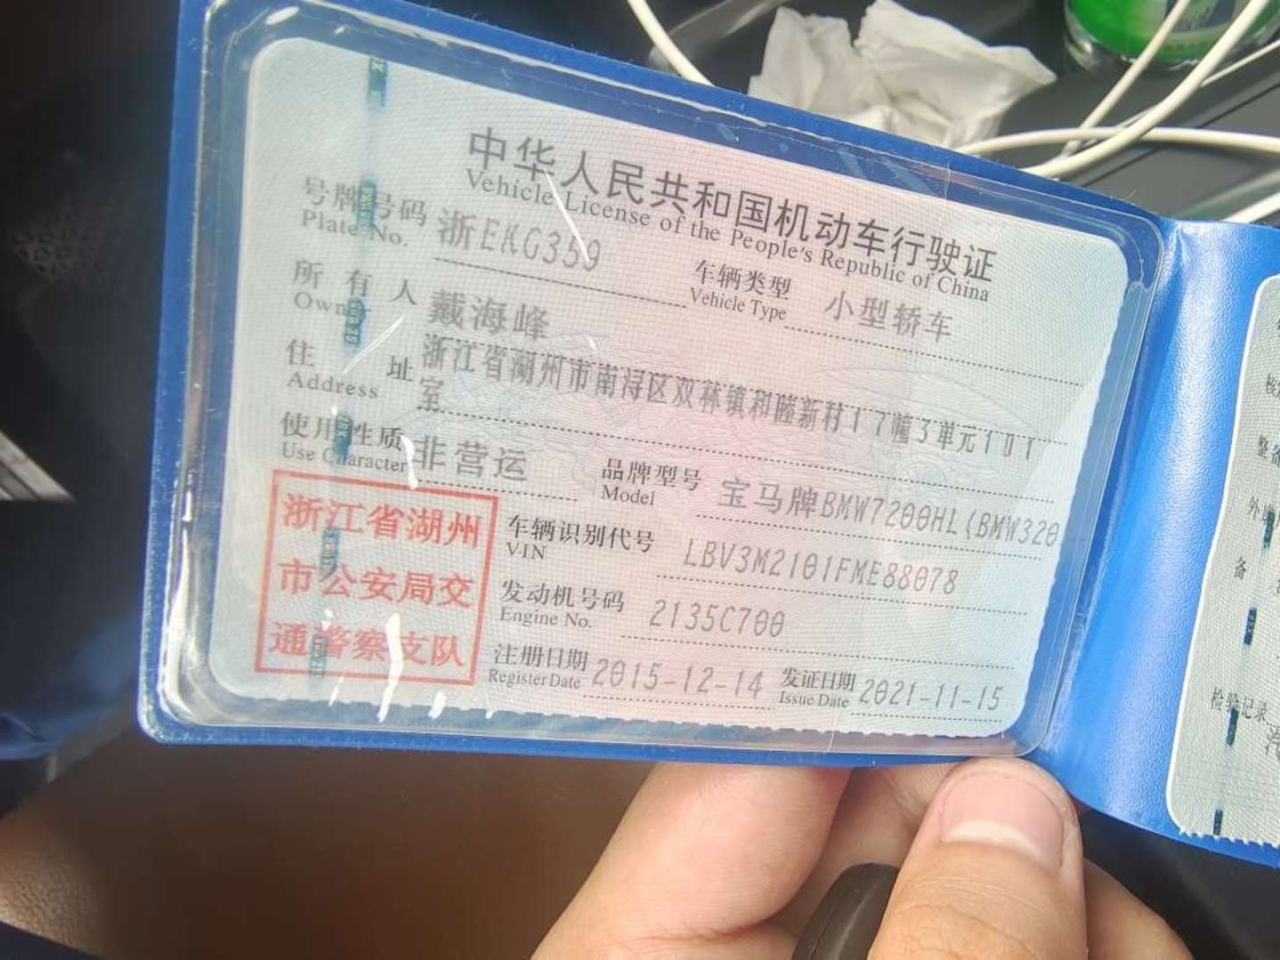 中华人民共和国机动车行驶证
Vehicle License of the People's Republic of China
号牌号码 浙EKG359
Plate No.
车辆类型 小型轿车
Vehicle Type
所有人 戴海峰
Owner
住址 浙江省湖州市南浔区双林镇和睦新村17幢3单元101
Address 室
使用性质 非营运
Use Character
品牌型号 宝马牌BMW7200HL(BMW320
Model
浙江省湖州
市公安局交
通警察支队
车辆识别代号 LBV3M2101FME88078
VIN
发动机号码 2135C700
Engine No.
注册日期 2015-12-14
Register Date
发证日期 2021-11-15
Issue Date
整备
外
备
检验记录